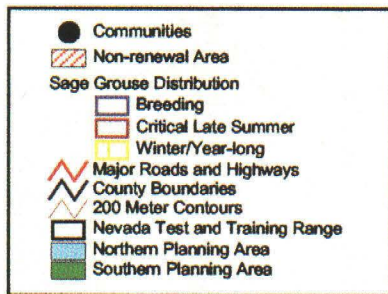 Communities
Non-renewal Area
Sage Grouse Distribution
Breeding
Critical Late Summer
Winter/Year-long
Major Roads and Highways
County Boundaries
200 Meter Contours
Nevada Test and Training Range
Northern Planning Area
Southern Planning Area